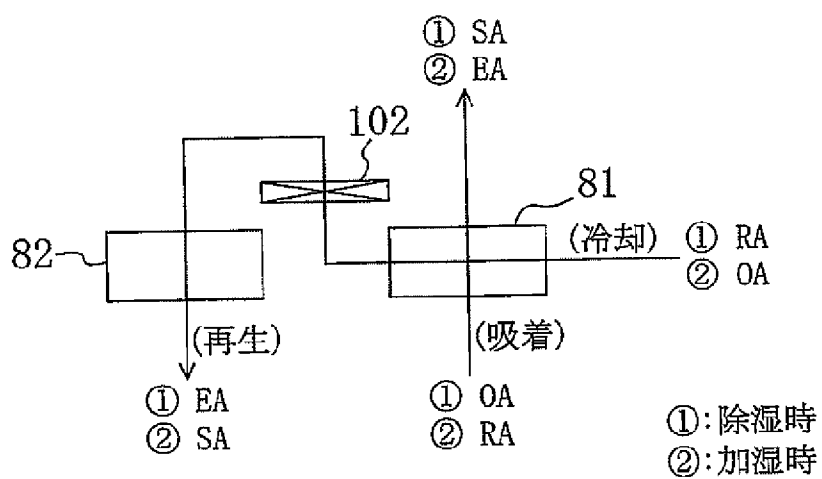 ① SA
② EA
102
81
82
(冷却)
① RA
② OA
(再生)
(吸着)
① EA
② SA
① OA
② RA
①:除湿時
②:加湿時